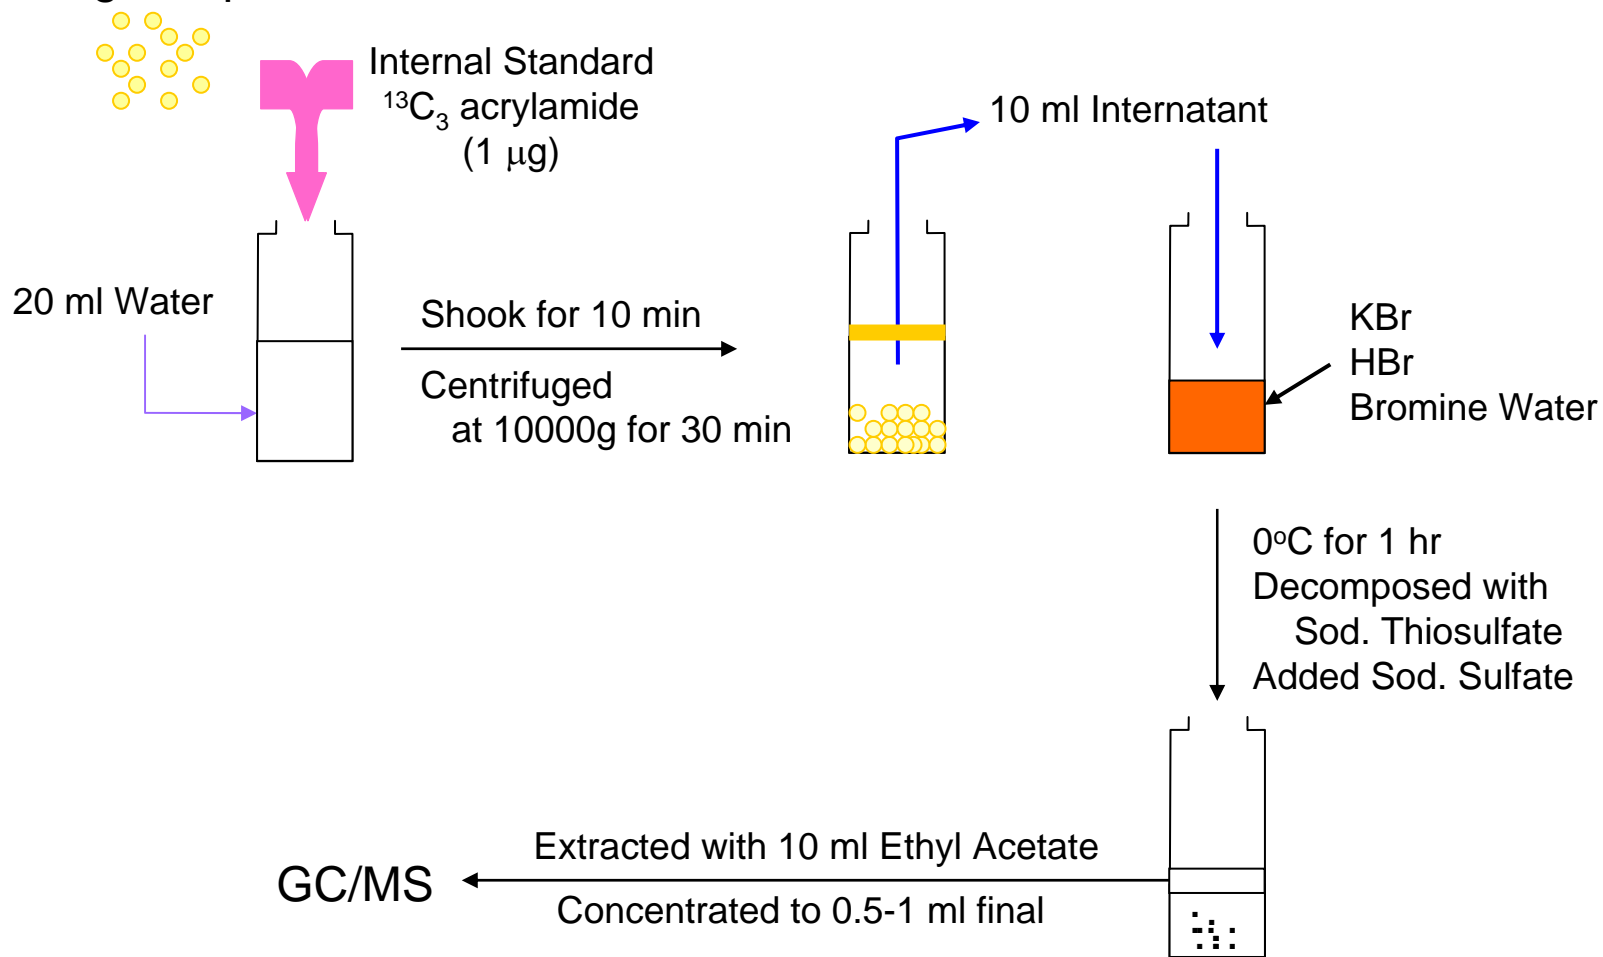 Internal Standard
¹³C₃ acrylamide
(1 μg)
10 ml Internatant
20 ml Water
Shook for 10 min
Centrifuged
at 10000g for 30 min
KBr
HBr
Bromine Water
0°C for 1 hr
Decomposed with
Sod. Thiosulfate
Added Sod. Sulfate
Extracted with 10 ml Ethyl Acetate
GC/MS
Concentrated to 0.5-1 ml final